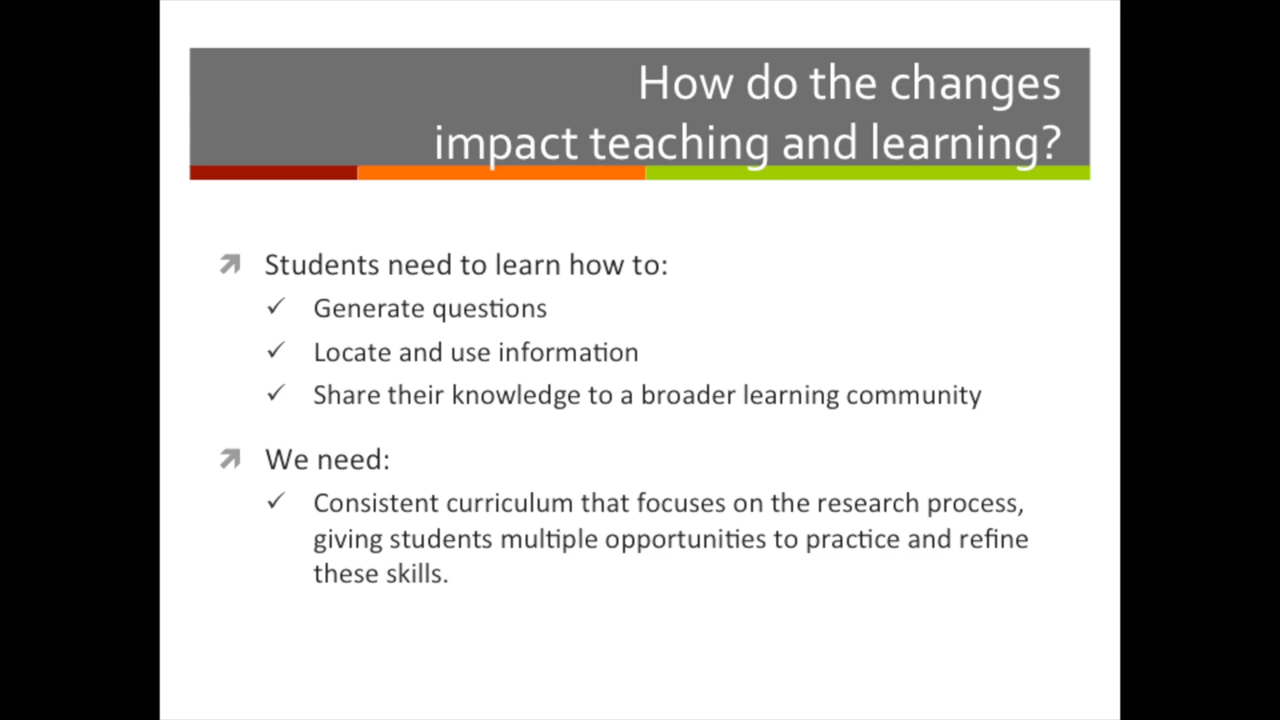 How do the changes
impact teaching and learning?
Students need to learn how to:
✓ Generate questions
✓ Locate and use information
✓ Share their knowledge to a broader learning community
We need:
✓ Consistent curriculum that focuses on the research process,
giving students multiple opportunities to practice and refine
these skills.